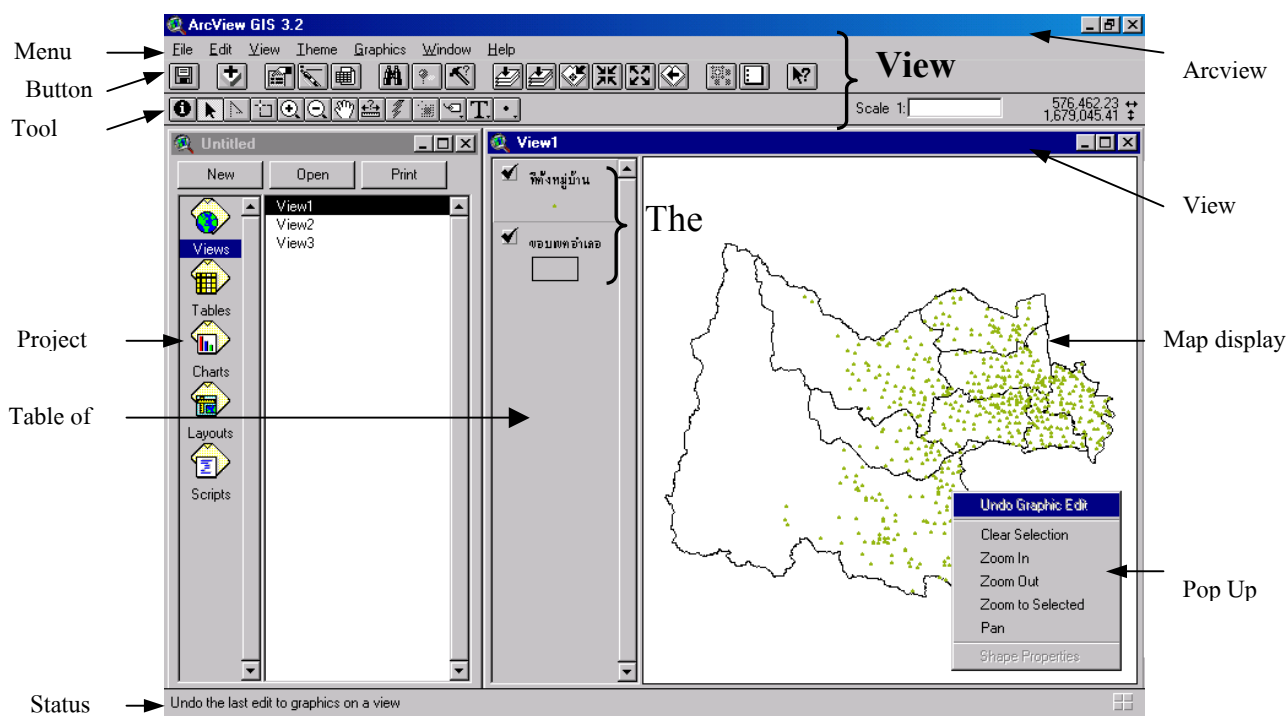 ArcView GIS 3.2
Menu
File Edit View Theme Graphics Window Help
View
Arcview
Button
Tool
Scale 1:
576,462.23
1,679,045.41
Untitled
View1
New Open Print
ที่ตั้งหมู่บ้าน
View1
View2
View3
The
View
ขอบเขตอำเภอ
Views
Tables
Project
Map display
Charts
Table of
Layouts
Scripts
Undo Graphic Edit
Clear Selection
Zoom In
Zoom Out
Zoom to Selected
Pan
Shape Properties
Pop Up
Status
Undo the last edit to graphics on a view